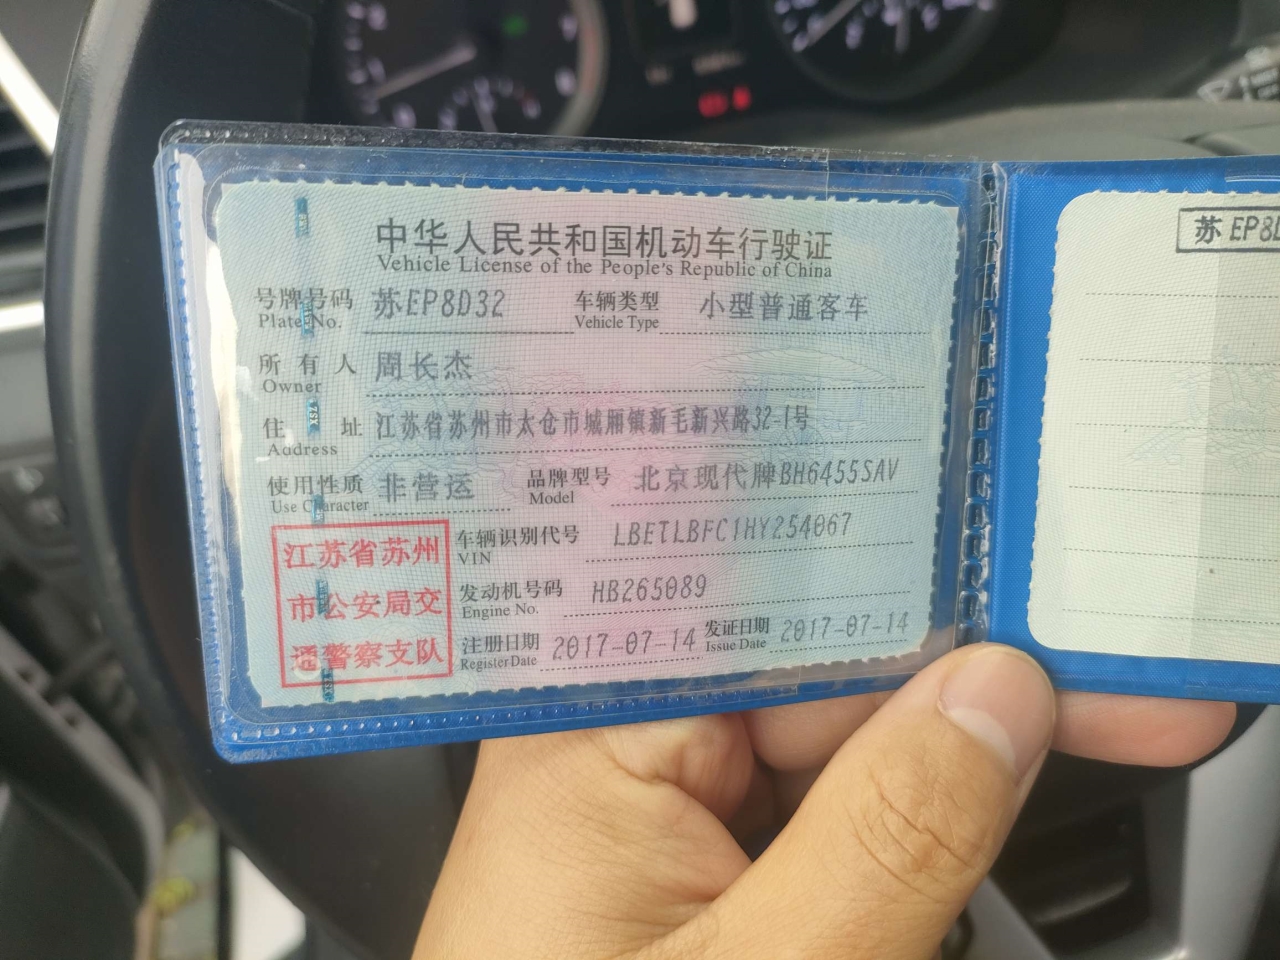 中华人民共和国机动车行驶证
Vehicle License of the People's Republic of China
号牌号码 苏EP8D32 车辆类型 小型普通客车
Plate No. Vehicle Type
所有人 周长杰
Owner
住址 江苏省苏州市太仓市城厢镇新毛新兴路32-1号
Address
使用性质 非营运 品牌型号 北京现代牌BH6455SAV
Use Character Model
江苏省苏州
市公安局交
通警察支队
车辆识别代号 LBETLBFC1HY254067
VIN
发动机号码 HB265089
Engine No.
注册日期 2017-07-14 发证日期 2017-07-14
Register Date Issue Date
苏EP8D